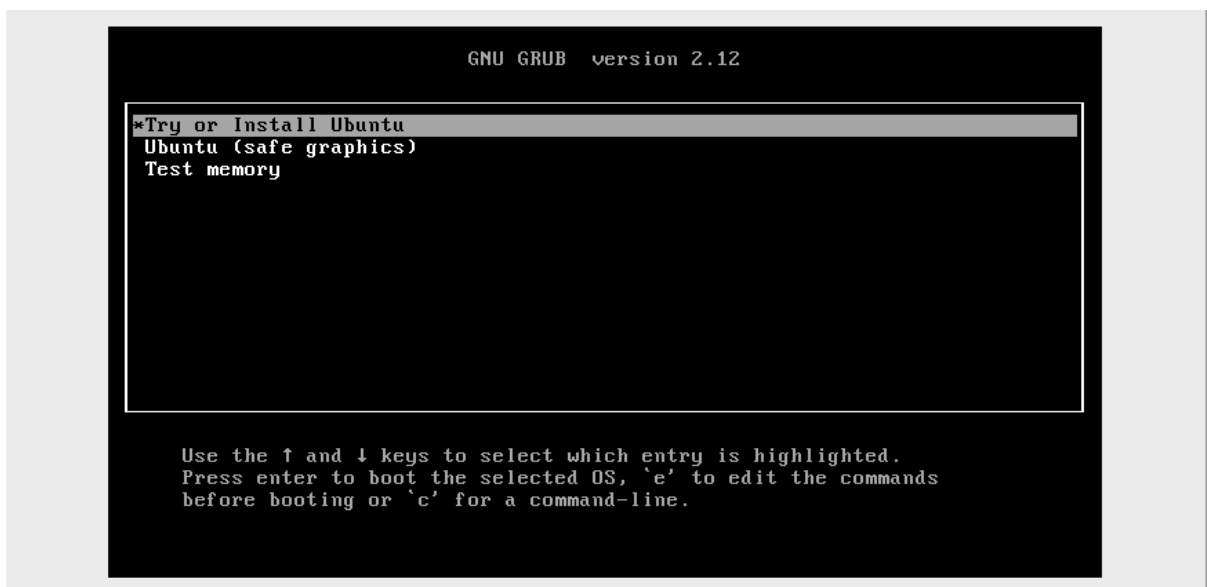 GNU GRUB  version 2.12
*Try or Install Ubuntu
Ubuntu (safe graphics)
Test memory
Use the ↑ and ↓ keys to select which entry is highlighted.
Press enter to boot the selected OS, `e' to edit the commands
before booting or `c' for a command-line.